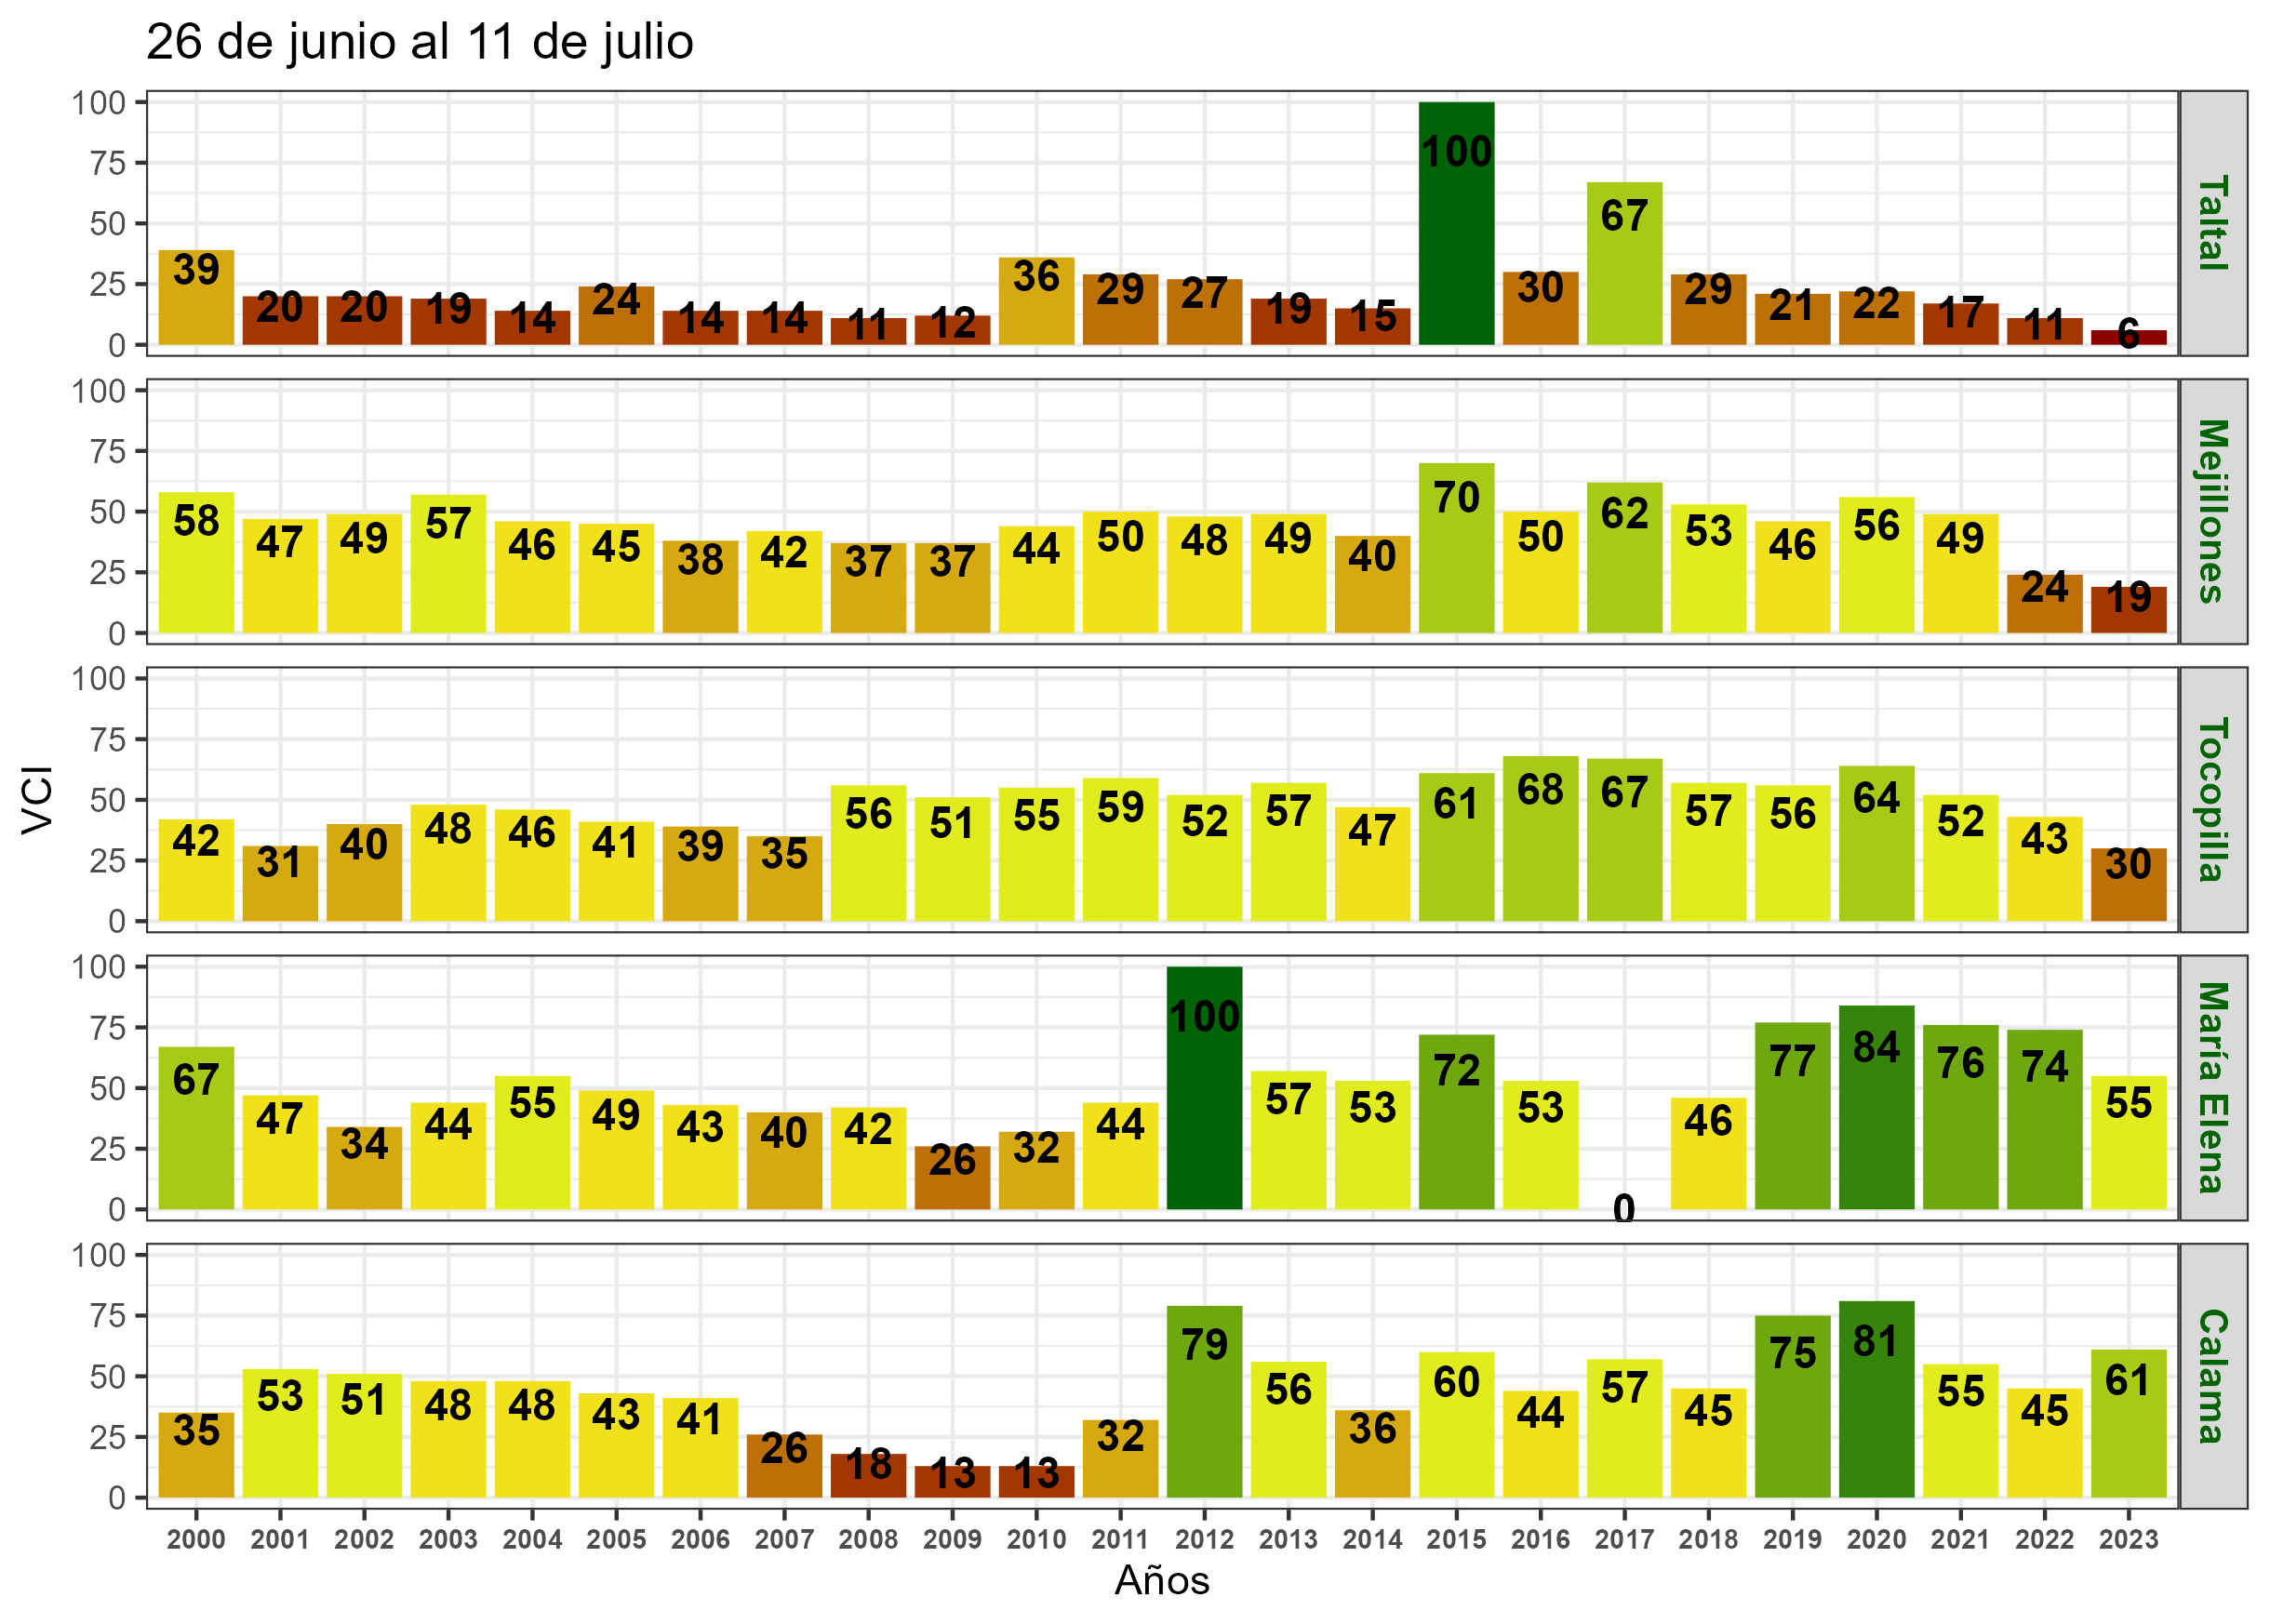 26 de junio al 11 de julio
VCI
100
75
50
25
0
39 20 20 19 14 24 14 14 11 12 36 29 27 19 15 100 30 67 29 21 22 17 11 6
Taltal
100
75
50
25
0
58 47 49 57 46 45 38 42 37 37 44 50 48 49 40 70 50 62 53 46 56 49 24 19
Mejillones
100
75
50
25
0
42 31 40 48 46 41 39 35 56 51 55 59 52 57 47 61 68 67 57 56 64 52 43 30
Tocopilla
100
75
50
25
0
67 47 34 44 55 49 43 40 42 26 32 44 100 57 53 72 53 0 46 77 84 76 74 55
María Elena
100
75
50
25
0
35 53 51 48 48 43 41 26 18 13 13 32 79 56 36 60 44 57 45 75 81 55 45 61
Calama
2000 2001 2002 2003 2004 2005 2006 2007 2008 2009 2010 2011 2012 2013 2014 2015 2016 2017 2018 2019 2020 2021 2022 2023
Años